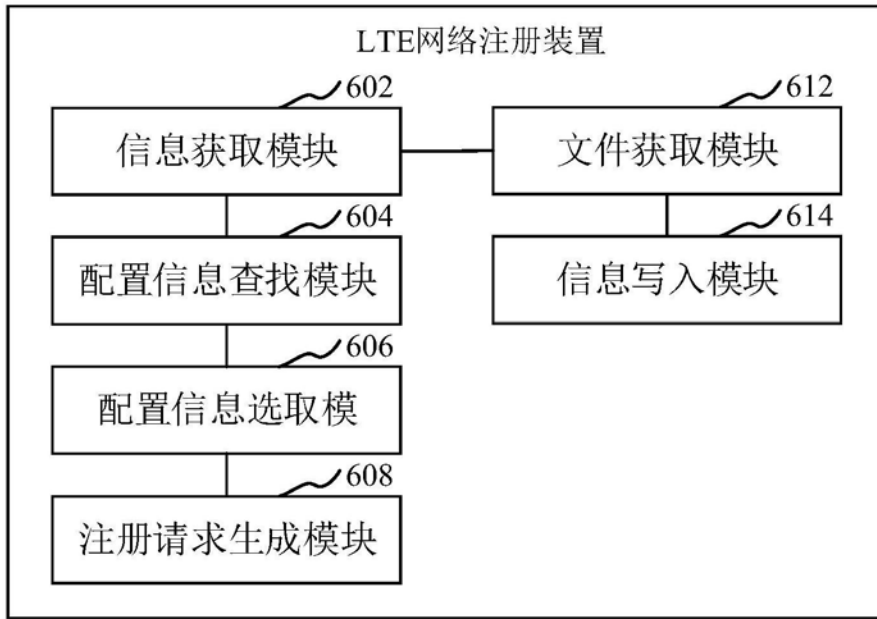 LTE网络注册装置
602
信息获取模块
612
文件获取模块
604
配置信息查找模块
614
信息写入模块
606
配置信息选取模
608
注册请求生成模块